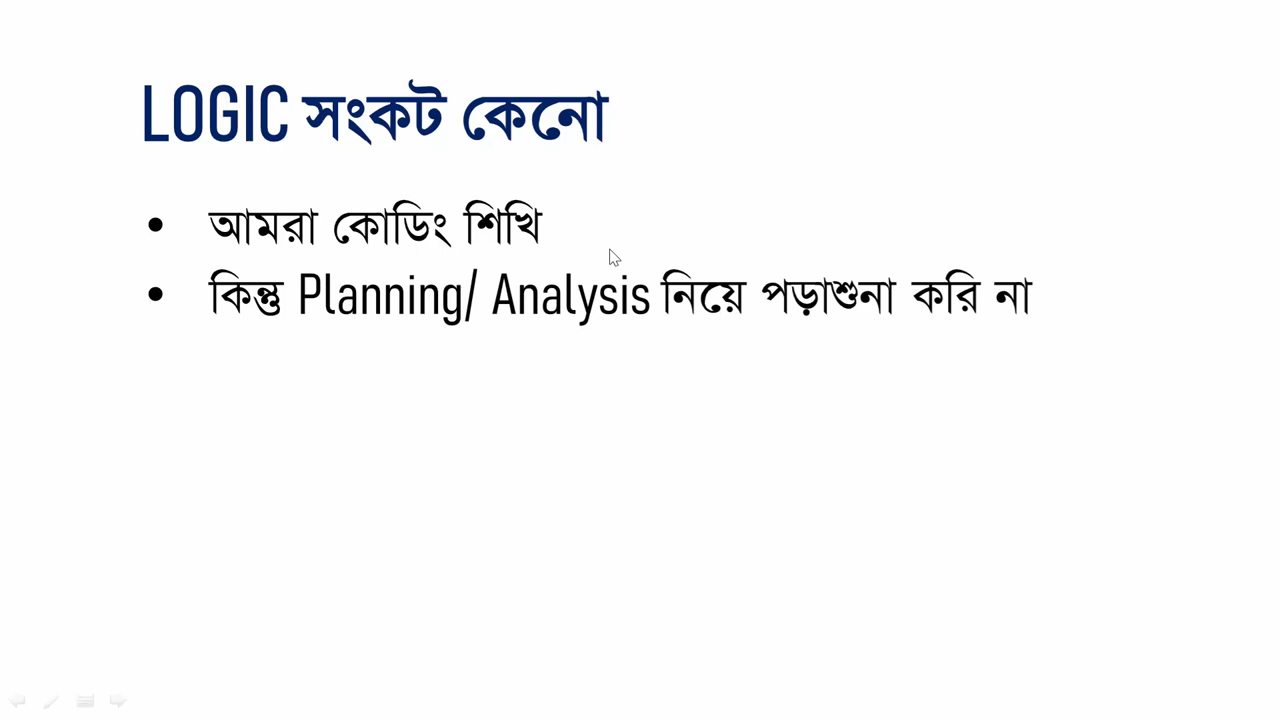 LOGIC সংকট কেনো
• আমরা কোডিং শিখি
• কিন্তু Planning/ Analysis নিয়ে পড়াশুনা করি না